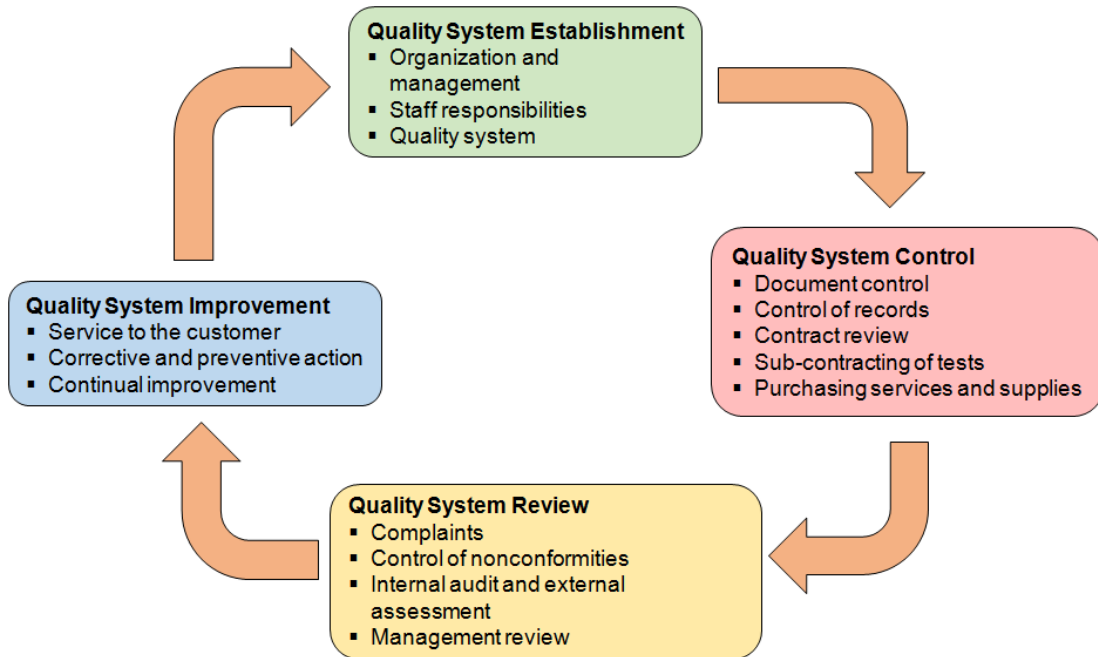 Quality System Establishment
▪ Organization and
management
▪ Staff responsibilities
▪ Quality system
Quality System Control
▪ Document control
▪ Control of records
▪ Contract review
▪ Sub-contracting of tests
▪ Purchasing services and supplies
Quality System Review
▪ Complaints
▪ Control of nonconformities
▪ Internal audit and external
assessment
▪ Management review
Quality System Improvement
▪ Service to the customer
▪ Corrective and preventive action
▪ Continual improvement